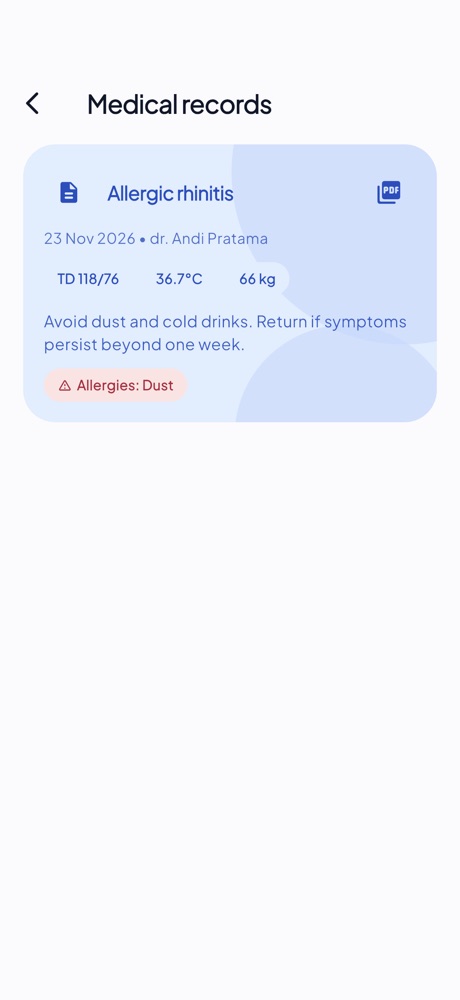 Medical records
Allergic rhinitis
PDF
23 Nov 2026 • dr. Andi Pratama
TD 118/76 36.7°C 66 kg
Avoid dust and cold drinks. Return if symptoms
persist beyond one week.
Allergies: Dust